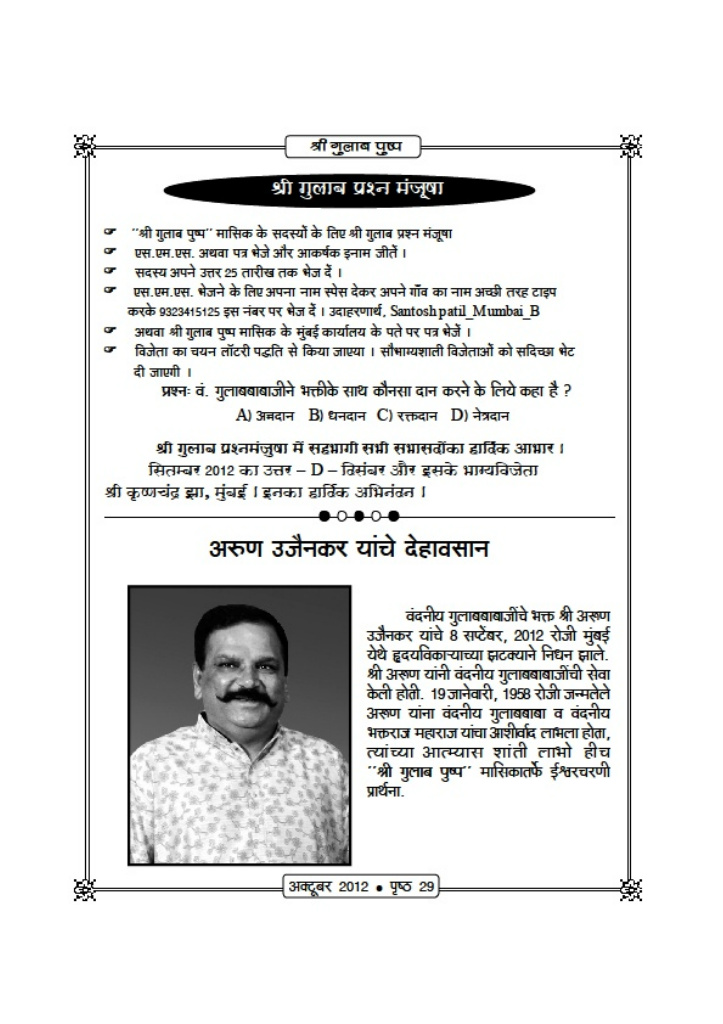 श्री गुलाब पुष्प
श्री गुलाब प्रश्न मंजूषा
☞ "श्री गुलाब पुष्प" मासिक के सदस्यों के लिए श्री गुलाब प्रश्न मंजूषा
☞ एस.एम.एस. अथवा पत्र भेजे और आकर्षक इनाम जीतें ।
☞ सदस्य अपने उत्तर 25 तारीख तक भेज दें ।
☞ एस.एम.एस. भेजने के लिए अपना नाम स्पेस देकर अपने गाँव का नाम अच्छी तरह टाइप
करके 9323415125 इस नंबर पर भेज दें । उदाहरणार्थ, Santosh patil_Mumbai_B
☞ अथवा श्री गुलाब पुष्प मासिक के मुंबई कार्यालय के पते पर पत्र भेजें ।
☞ विजेता का चयन लॉटरी पद्धति से किया जाएया । सौभाग्यशाली विजेताओं को सदिच्छा भेट
दी जाएगी ।
प्रश्नः वं. गुलाबबाबाजीने भक्तीके साथ कौनसा दान करने के लिये कहा है ?
A) अन्नदान B) धनदान C) रक्तदान D) नेत्रदान
श्री गुलाब प्रश्नमंजुषा में सहभागी सभी सभासदोंका हार्दिक आभार ।
सितम्बर 2012 का उत्तर – D – दिसंबर और इसके भाग्यविजेता
श्री कृष्णचंद्र झा, मुंबई । इनका हार्दिक अभिनंदन ।
अरुण उजैनकर यांचे देहावसान
वंदनीय गुलाबबाबाजींचे भक्त श्री अरूण
उजैनकर यांचे 8 सप्टेंबर, 2012 रोजी मुंबई
येथे हृदयविकाऱ्याच्या झटक्याने निधन झाले.
श्री अरूण यांनी वंदनीय गुलाबबाबाजींची सेवा
केली होती. 19 जानेवारी, 1958 रोजी जन्मलेले
अरूण यांना वंदनीय गुलाबबाबा व वंदनीय
भक्तराज महाराज यांचा आशीर्वाद लाभला होता,
त्यांच्या आत्म्यास शांती लाभो हीच
"श्री गुलाब पुष्प" मासिकातर्फे ईश्वरचरणी
प्रार्थना.
अक्टूबर 2012 ● पृष्ठ 29